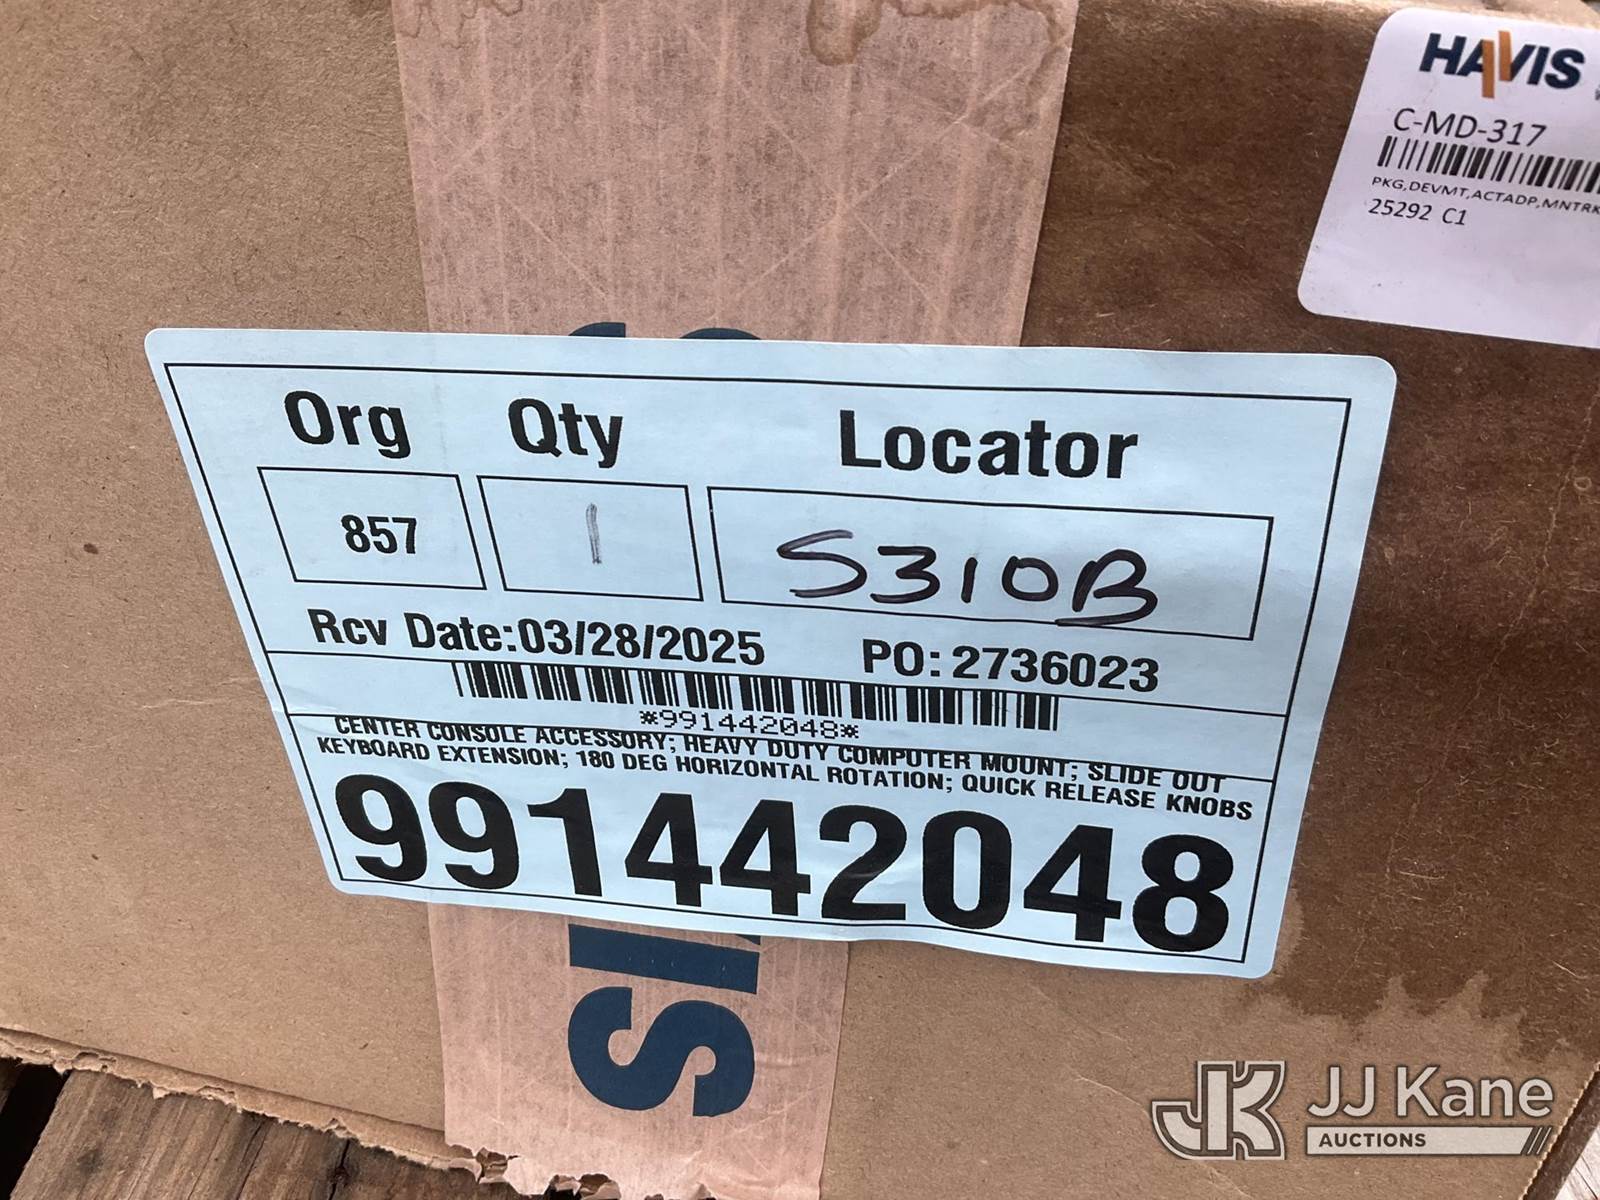 HAVIS
C-MD-317
PKG,DEVMT,ACTADP,MNTRK
25292 C1
Org Qty Locator
857 1 S310B
Rcv Date:03/28/2025 PO: 2736023
*991442048*
CENTER CONSOLE ACCESSORY; HEAVY DUTY COMPUTER MOUNT; SLIDE OUT
KEYBOARD EXTENSION; 180 DEG HORIZONTAL ROTATION; QUICK RELEASE KNOBS
991442048
JJ Kane
AUCTIONS